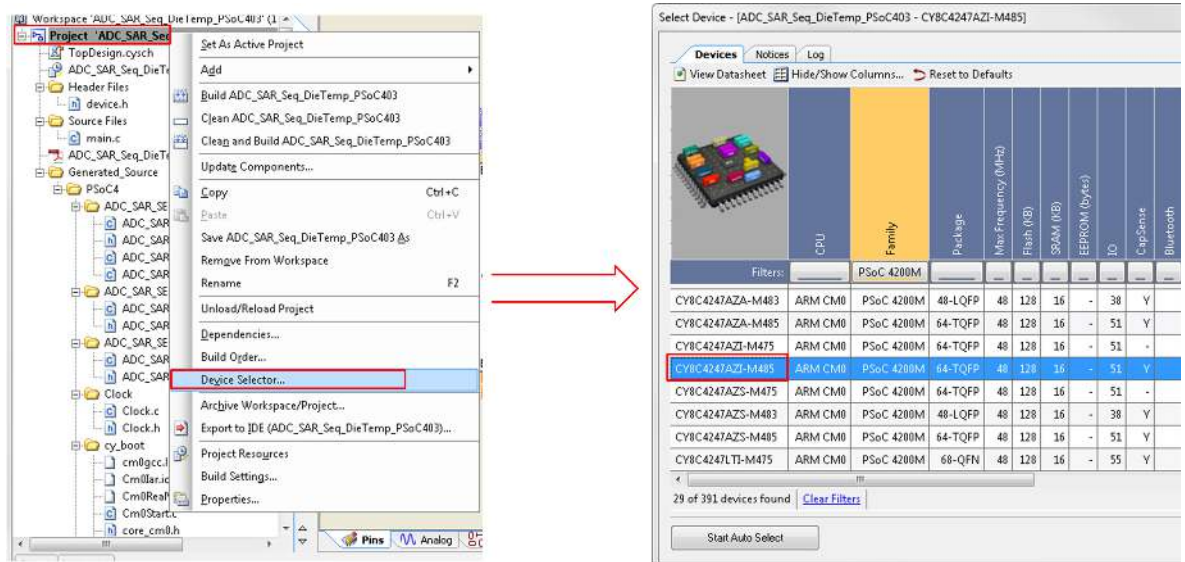 Workspace 'ADC_SAR_Seq_DieTemp_PSoC403' (1
Project 'ADC_SAR_Sec
TopDesign.cysch
ADC_SAR_Seq_DieTe
Header Files
device.h
Source Files
main.c
ADC_SAR_Seq_DieTe
Generated_Source
PSoC4
ADC_SAR_SE
ADC_SAR
ADC_SAR
ADC_SAR
ADC_SAR
ADC_SAR_SE
ADC_SAR
ADC_SAR
ADC_SAR_SE
ADC_SAR
ADC_SAR
Clock
Clock.c
Clock.h
cy_boot
cm0gcc.l
Cm0Iar.ic
Cm0RealV
Cm0Start.c
core_cm0.h
Set As Active Project
Add
Build ADC_SAR_Seq_DieTemp_PSoC403
Clean ADC_SAR_Seq_DieTemp_PSoC403
Clean and Build ADC_SAR_Seq_DieTemp_PSoC403
Update Components...
Copy Ctrl+C
Paste Ctrl+V
Save ADC_SAR_Seq_DieTemp_PSoC403 As
Remove From Workspace
Rename F2
Unload/Reload Project
Dependencies...
Build Order...
Device Selector...
Archive Workspace/Project...
Export to IDE (ADC_SAR_Seq_DieTemp_PSoC403)...
Project Resources
Build Settings...
Properties...
Pins Analog
Select Device - [ADC_SAR_Seq_DieTemp_PSoC403 - CY8C4247AZI-M485]
Devices Notices Log
View Datasheet Hide/Show Columns... Reset to Defaults
CPU Family Package Max Frequency (MHz) Flash (KB) SRAM (KB) EEPROM (bytes) IO CapSense Bluetooth
Filters: PSoC 4200M
CY8C4247AZA-M483 ARM CM0 PSoC 4200M 48-LQFP 48 128 16 - 38 Y
CY8C4247AZA-M485 ARM CM0 PSoC 4200M 64-TQFP 48 128 16 - 51 Y
CY8C4247AZI-M475 ARM CM0 PSoC 4200M 64-TQFP 48 128 16 - 51 -
CY8C4247AZI-M485 ARM CM0 PSoC 4200M 64-TQFP 48 128 16 - 51 Y
CY8C4247AZS-M475 ARM CM0 PSoC 4200M 64-TQFP 48 128 16 - 51 -
CY8C4247AZS-M483 ARM CM0 PSoC 4200M 48-LQFP 48 128 16 - 38 Y
CY8C4247AZS-M485 ARM CM0 PSoC 4200M 64-TQFP 48 128 16 - 51 Y
CY8C4247LTI-M475 ARM CM0 PSoC 4200M 68-QFN 48 128 16 - 55 Y
29 of 391 devices found Clear Filters
Start Auto Select